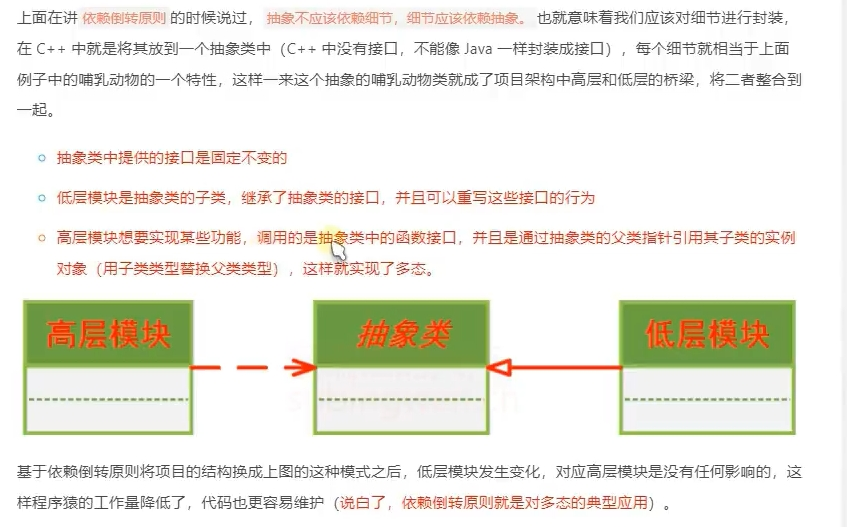 上面在讲 依赖倒转原则 的时候说过， 抽象不应该依赖细节，细节应该依赖抽象。 也就意味着我们应该对细节进行封装，
在 C++ 中就是将其放到一个抽象类中（C++ 中没有接口，不能像 Java 一样封装成接口），每个细节就相当于上面
例子中的哺乳动物的一个特性，这样一来这个抽象的哺乳动物类就成了项目架构中高层和低层的桥梁，将二者整合到
一起。
抽象类中提供的接口是固定不变的
低层模块是抽象类的子类，继承了抽象类的接口，并且可以重写这些接口的行为
高层模块想要实现某些功能，调用的是抽象类中的函数接口，并且是通过抽象类的父类指针引用其子类的实例
对象（用子类类型替换父类类型），这样就实现了多态。
高层模块
抽象类
低层模块
基于依赖倒转原则将项目的结构换成上图的这种模式之后，低层模块发生变化，对应高层模块是没有任何影响的，这
样程序猿的工作量降低了，代码也更容易维护（说白了，依赖倒转原则就是对多态的典型应用）。